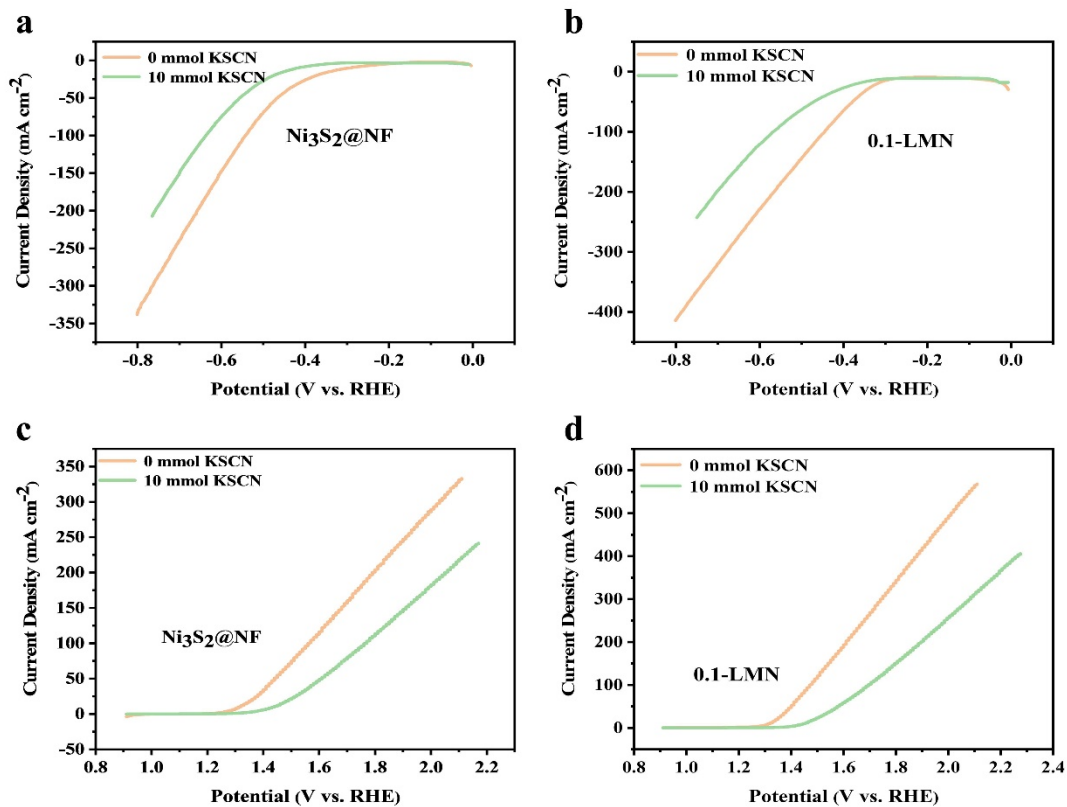 a
0 mmol KSCN
10 mmol KSCN
Ni3S2@NF
Current Density (mA cm-2)
0
-50
-100
-150
-200
-250
-300
-350
-0.8
-0.6
-0.4
-0.2
0.0
Potential (V vs. RHE)
b
0 mmol KSCN
10 mmol KSCN
0.1-LMN
Current Density (mA cm-2)
0
-100
-200
-300
-400
-0.8
-0.6
-0.4
-0.2
0.0
Potential (V vs. RHE)
c
0 mmol KSCN
10 mmol KSCN
Ni3S2@NF
Current Density (mA cm-2)
350
300
250
200
150
100
50
0
-50
0.8
1.0
1.2
1.4
1.6
1.8
2.0
2.2
Potential (V vs. RHE)
d
0 mmol KSCN
10 mmol KSCN
0.1-LMN
Current Density (mA cm-2)
600
500
400
300
200
100
0
0.8
1.0
1.2
1.4
1.6
1.8
2.0
2.2
2.4
Potential (V vs. RHE)